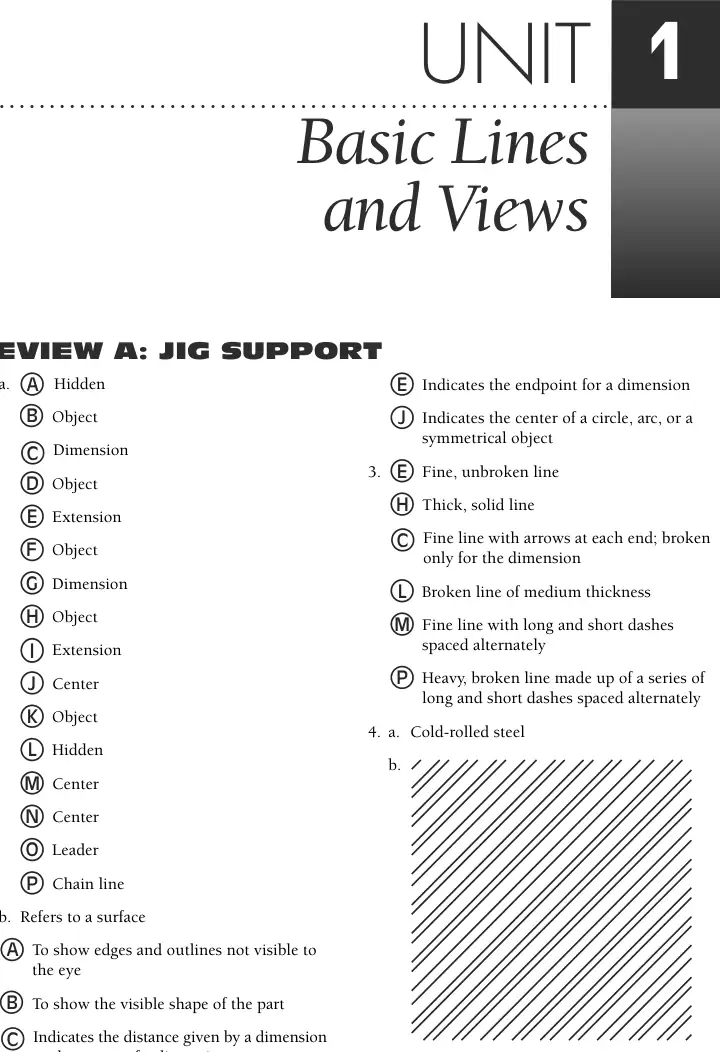 UNIT 1
Basic Lines
and Views
EVIEW A: JIG SUPPORT
a. A Hidden
B Object
C Dimension
D Object
E Extension
F Object
G Dimension
H Object
I Extension
J Center
K Object
L Hidden
M Center
N Center
O Leader
P Chain line
b. Refers to a surface
A To show edges and outlines not visible to
the eye
B To show the visible shape of the part
C Indicates the distance given by a dimension
E Indicates the endpoint for a dimension
J Indicates the center of a circle, arc, or a
symmetrical object
3. E Fine, unbroken line
H Thick, solid line
C Fine line with arrows at each end; broken
only for the dimension
L Broken line of medium thickness
M Fine line with long and short dashes
spaced alternately
P Heavy, broken line made up of a series of
long and short dashes spaced alternately
4. a. Cold-rolled steel
b.